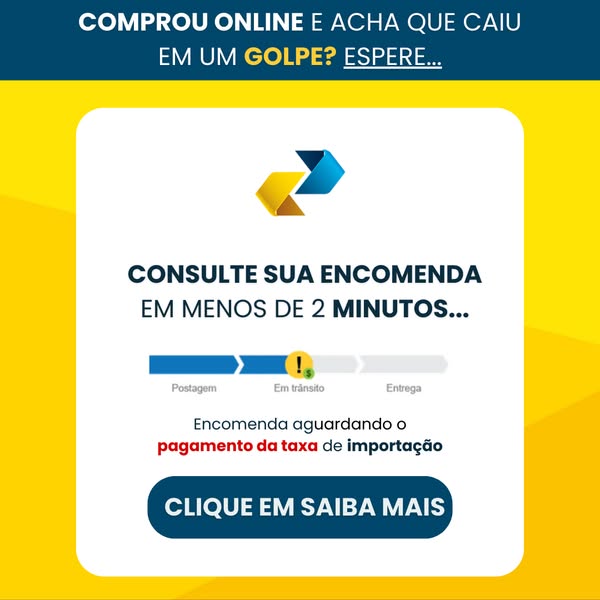 COMPROU ONLINE E ACHA QUE CAIU
EM UM GOLPE? ESPERE...
CONSULTE SUA ENCOMENDA
EM MENOS DE 2 MINUTOS...
!
$
Postagem Em trânsito Entrega
Encomenda aguardando o
pagamento da taxa de importação
CLIQUE EM SAIBA MAIS